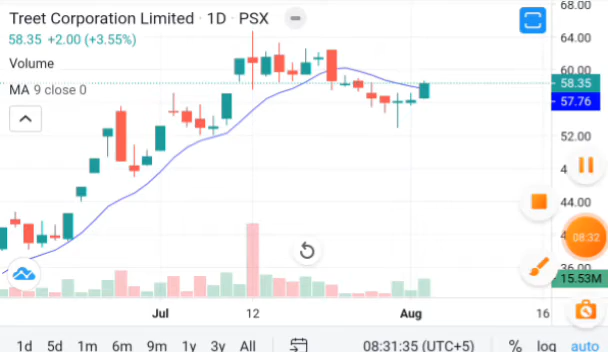 Treet Corporation Limited · 1D · PSX
58.35 +2.00 (+3.55%)
Volume
MA 9 close 0
68.00
64.00
60.00
58.35
57.76
52.00
4
44.00
4
08:32
36.00
15.53M
Jul 12 Aug 16
1d 5d 1m 6m 9m 1y 3y All 08:31:35 (UTC+5) % log auto